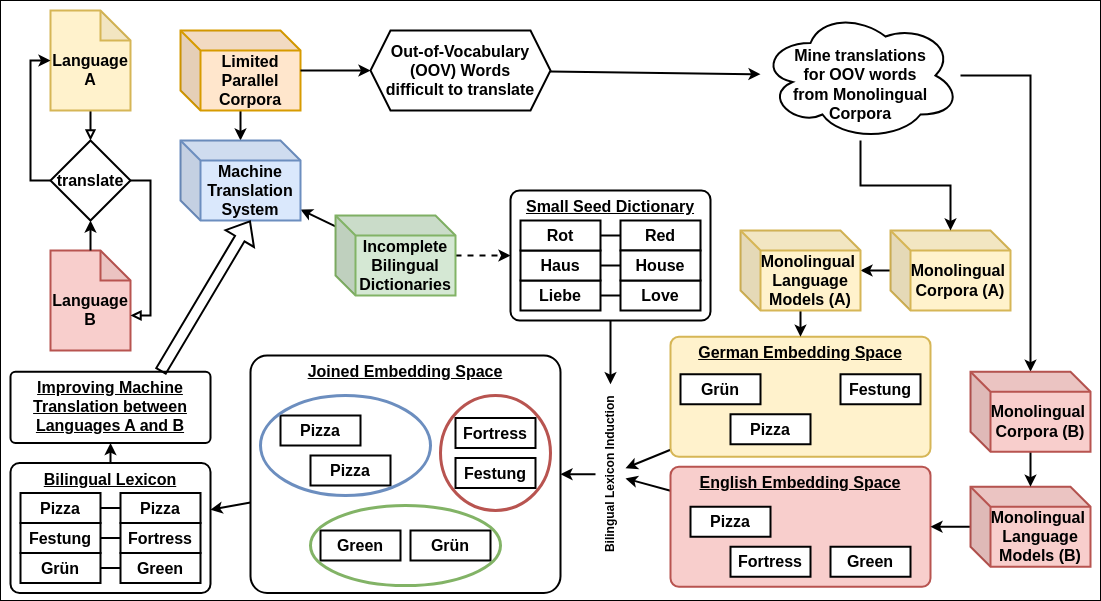 Language
A
translate
Language
B
Limited
Parallel
Corpora
Out-of-Vocabulary
(OOV) Words
difficult to translate
Mine translations
for OOV words
from Monolingual
Corpora
Machine
Translation
System
Incomplete
Bilingual
Dictionaries
Small Seed Dictionary
Rot Red
Haus House
Liebe Love
Monolingual
Language
Models (A)
Monolingual
Corpora (A)
German Embedding Space
Grün Festung
Pizza
Monolingual
Corpora (B)
English Embedding Space
Pizza
Fortress Green
Monolingual
Language
Models (B)
Bilingual Lexicon Induction
Joined Embedding Space
Pizza
Pizza
Fortress
Festung
Green Grün
Improving Machine
Translation between
Languages A and B
Bilingual Lexicon
Pizza Pizza
Festung Fortress
Grün Green